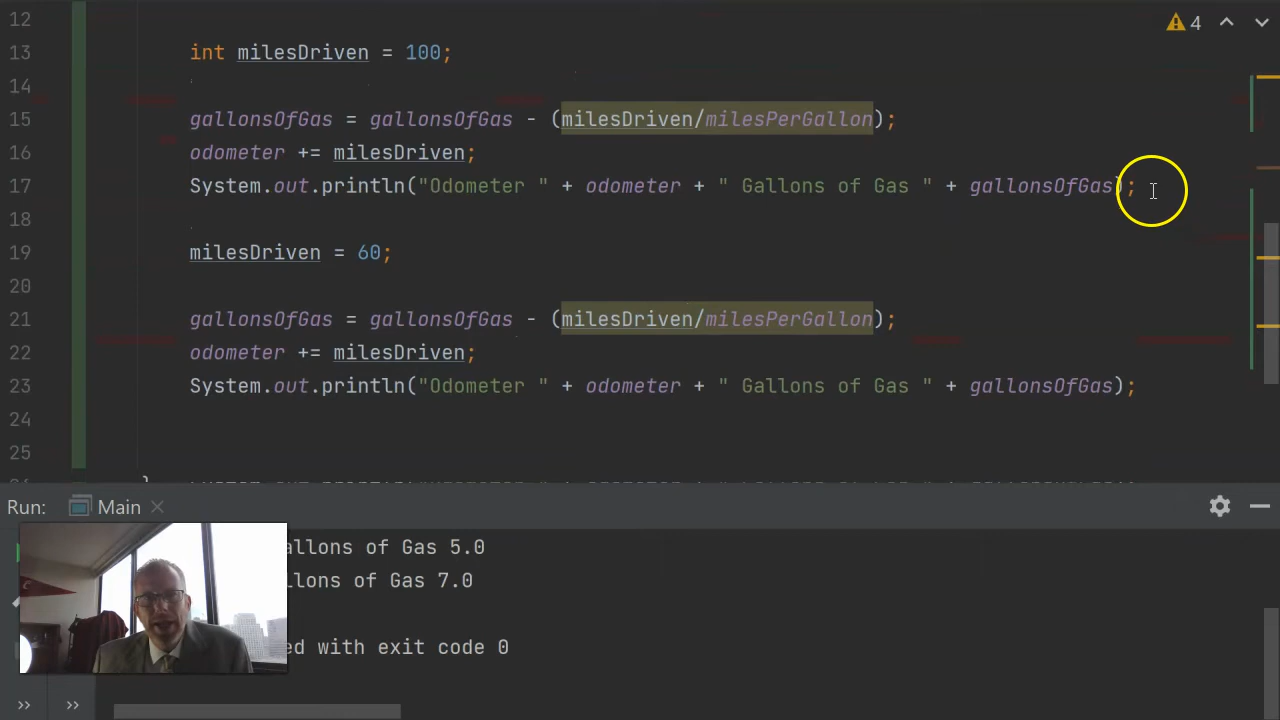 12
4
13 int milesDriven = 100;
14
15 gallonsOfGas = gallonsOfGas - (milesDriven/milesPerGallon);
16 odometer += milesDriven;
17 System.out.println("Odometer " + odometer + " Gallons of Gas " + gallonsOfGas);
18
19 milesDriven = 60;
20
21 gallonsOfGas = gallonsOfGas - (milesDriven/milesPerGallon);
22 odometer += milesDriven;
23 System.out.println("Odometer " + odometer + " Gallons of Gas " + gallonsOfGas);
24
25
Run: Main
allons of Gas 5.0
llons of Gas 7.0
ed with exit code 0